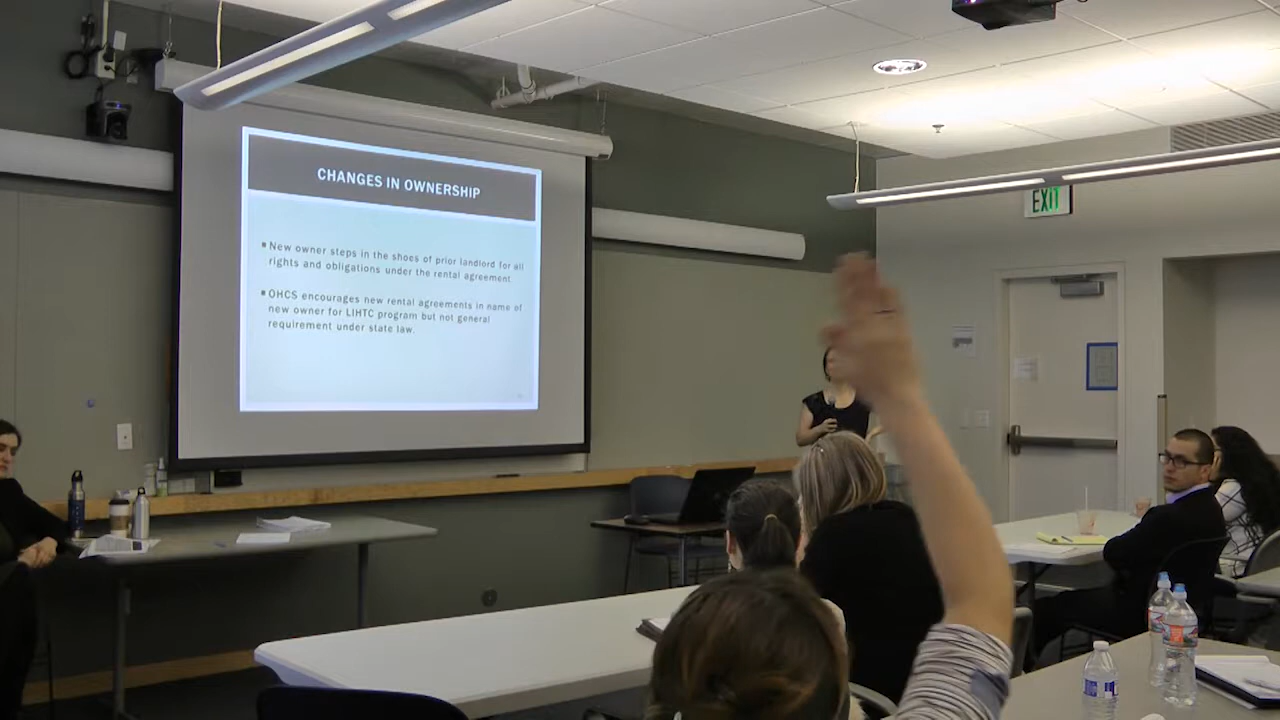 CHANGES IN OWNERSHIP
▪New owner steps in the shoes of prior landlord for all
rights and obligations under the rental agreement.
▪OHCS encourages new rental agreements in name of
new owner for LIHTC program but not general
requirement under state law.
EXIT